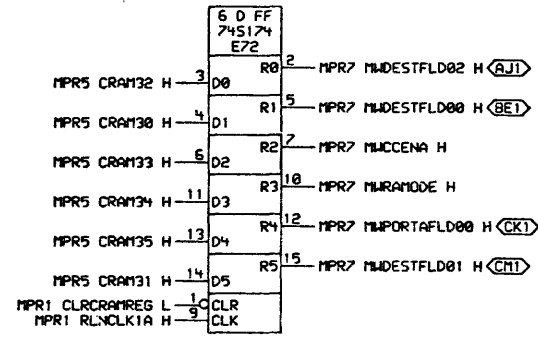 6 D FF
74S174
E72
R0 2 MPR7 MWDESTFLD02 H AJ1
MPR5 CRAM32 H 3 D0
R1 5 MPR7 MWDESTFLD00 H BE1
MPR5 CRAM30 H 4 D1
R2 7 MPR7 MWCCENA H
MPR5 CRAM33 H 6 D2
R3 10 MPR7 MWRAMODE H
MPR5 CRAM34 H 11 D3
R4 12 MPR7 MWPORTAFLD00 H CK1
MPR5 CRAM35 H 13 D4
R5 15 MPR7 MWDESTFLD01 H CM1
MPR5 CRAM31 H 14 D5
MPR1 CLRCRAMREG L 1 CLR
MPR1 RLNCLK1A H 9 CLK